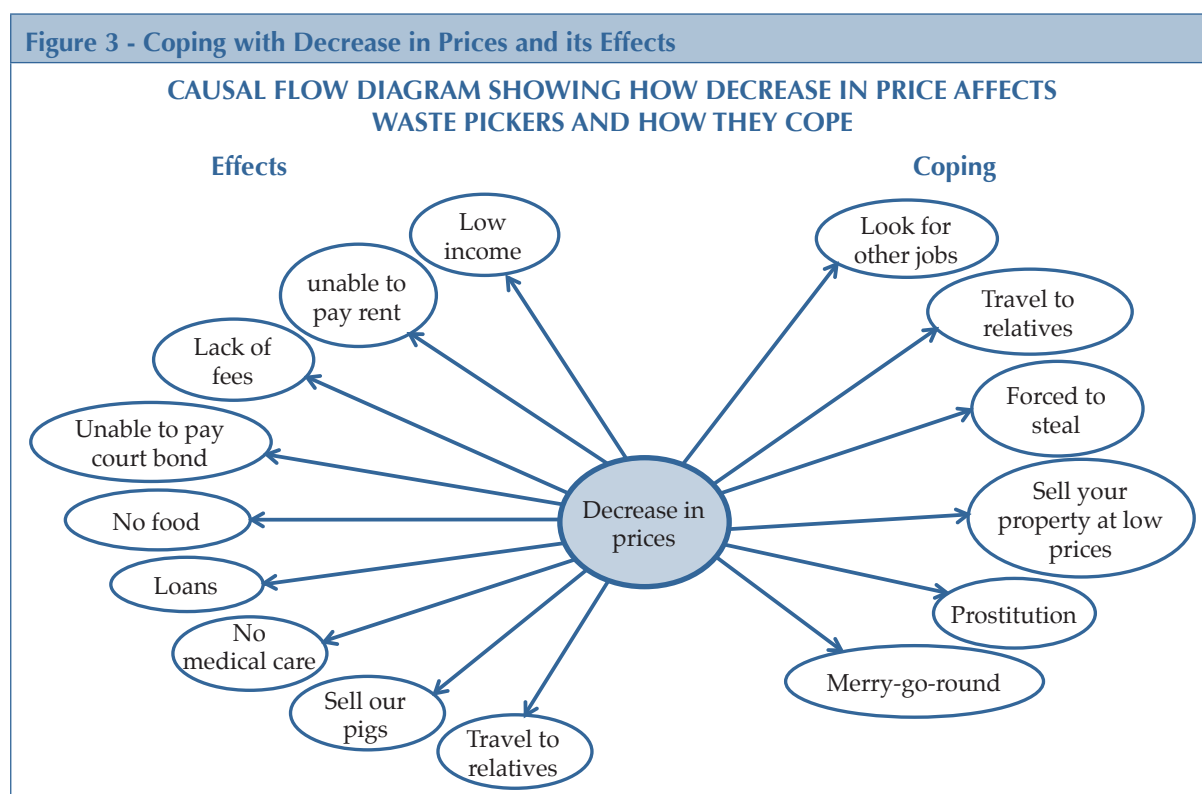 Figure 3 - Coping with Decrease in Prices and its Effects
CAUSAL FLOW DIAGRAM SHOWING HOW DECREASE IN PRICE AFFECTS
WASTE PICKERS AND HOW THEY COPE
Effects
Coping
Low
income
unable to
pay rent
Lack of
fees
Unable to pay
court bond
No food
Loans
No
medical care
Sell our
pigs
Travel to
relatives
Decrease in
prices
Look for
other jobs
Travel to
relatives
Forced to
steal
Sell your
property at low
prices
Prostitution
Merry-go-round